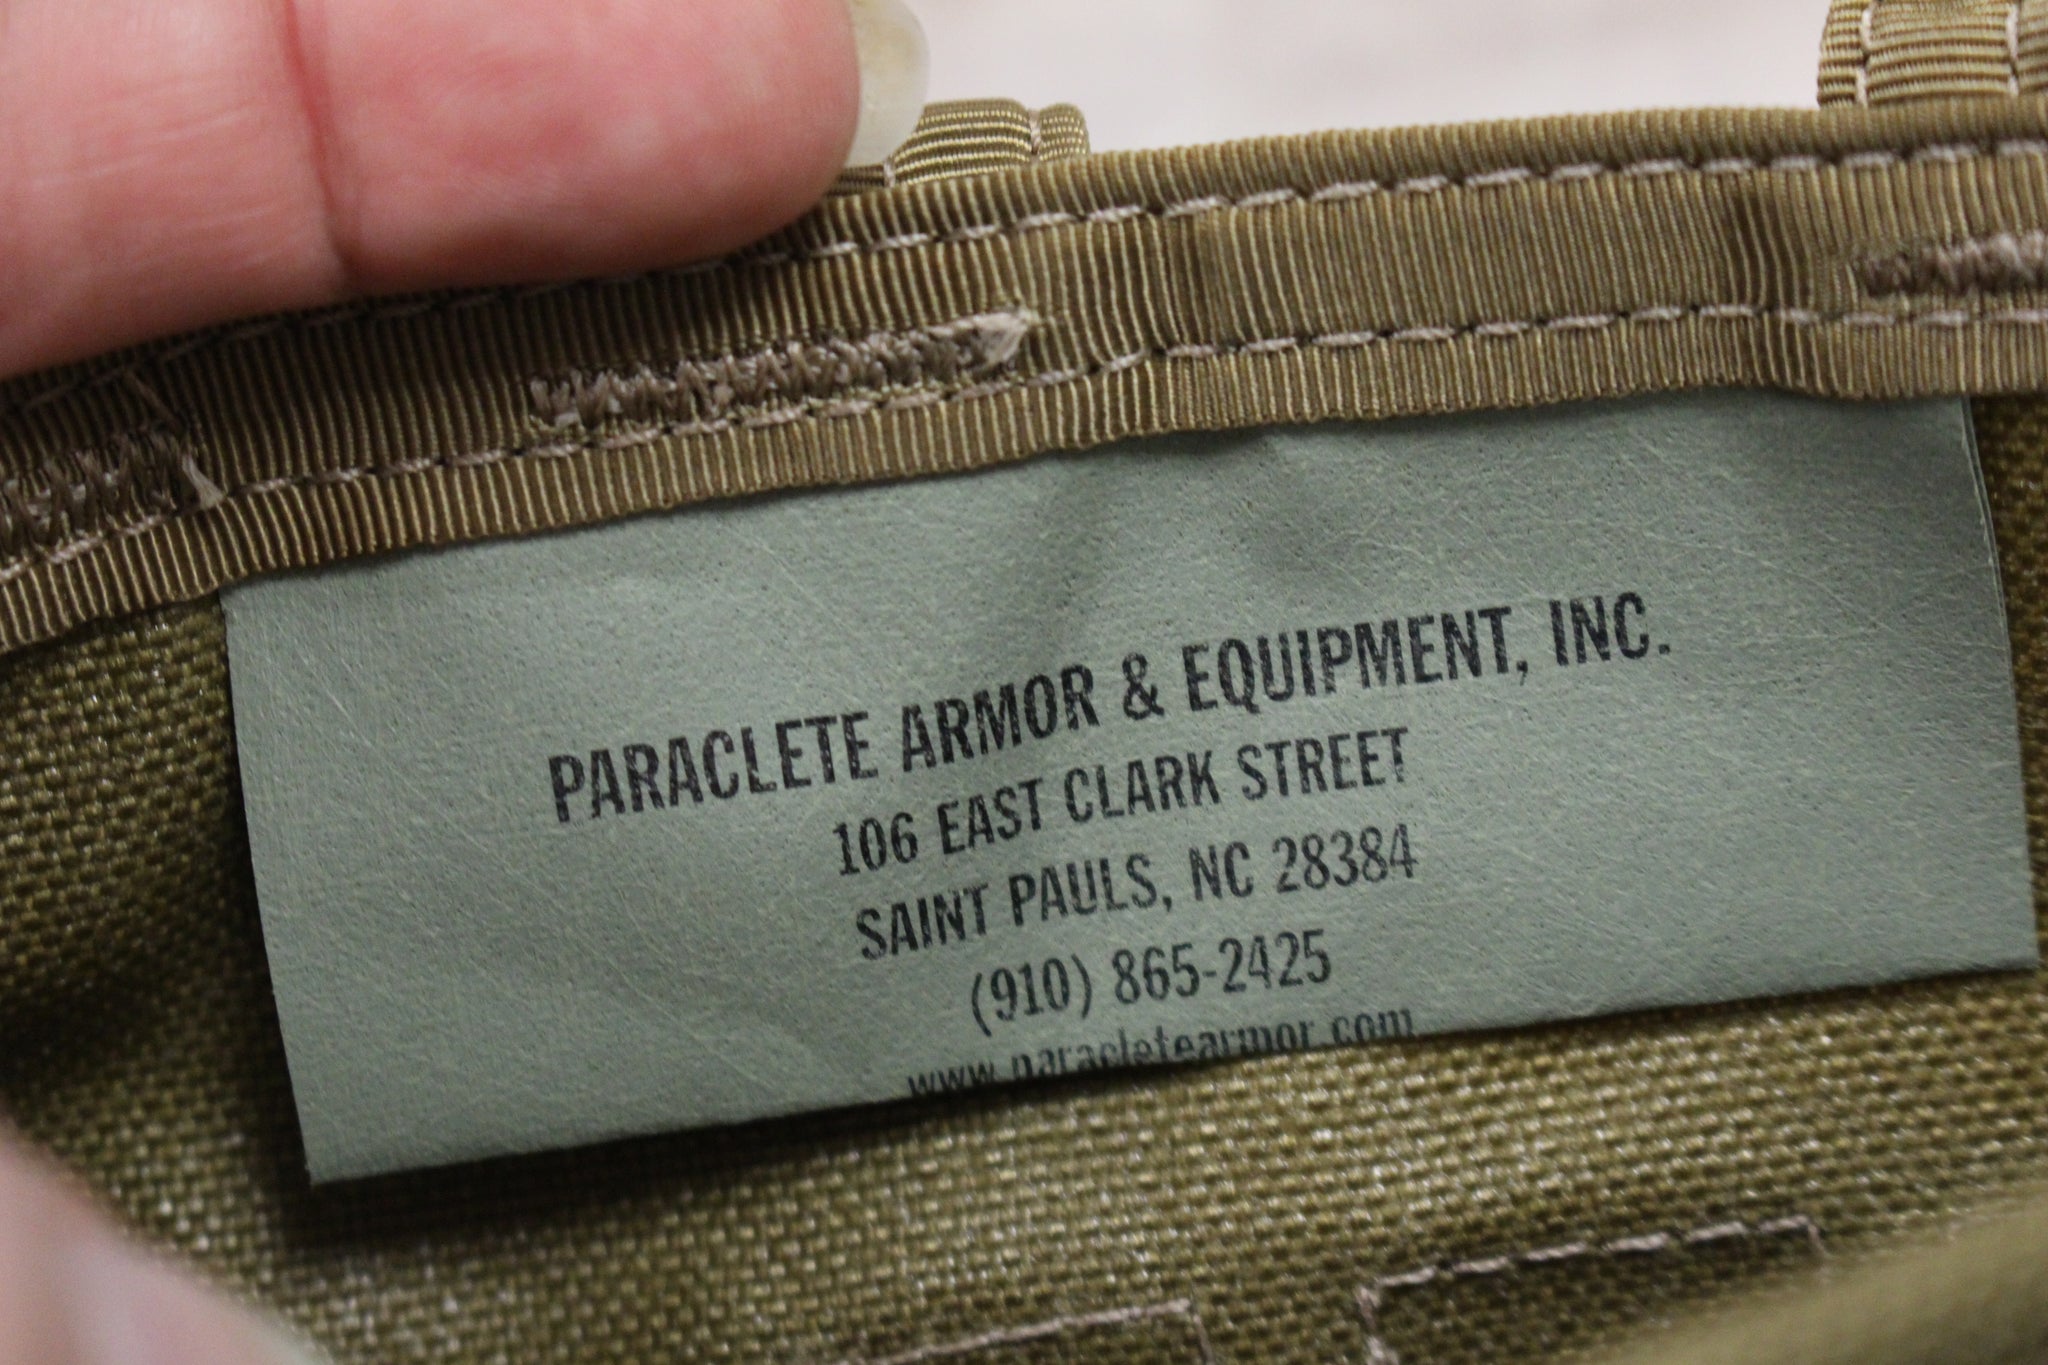 PARACLETE ARMOR & EQUIPMENT, INC.
106 EAST CLARK STREET
SAINT PAULS, NC 28384
(910) 865-2425
www.paracletearmor.com